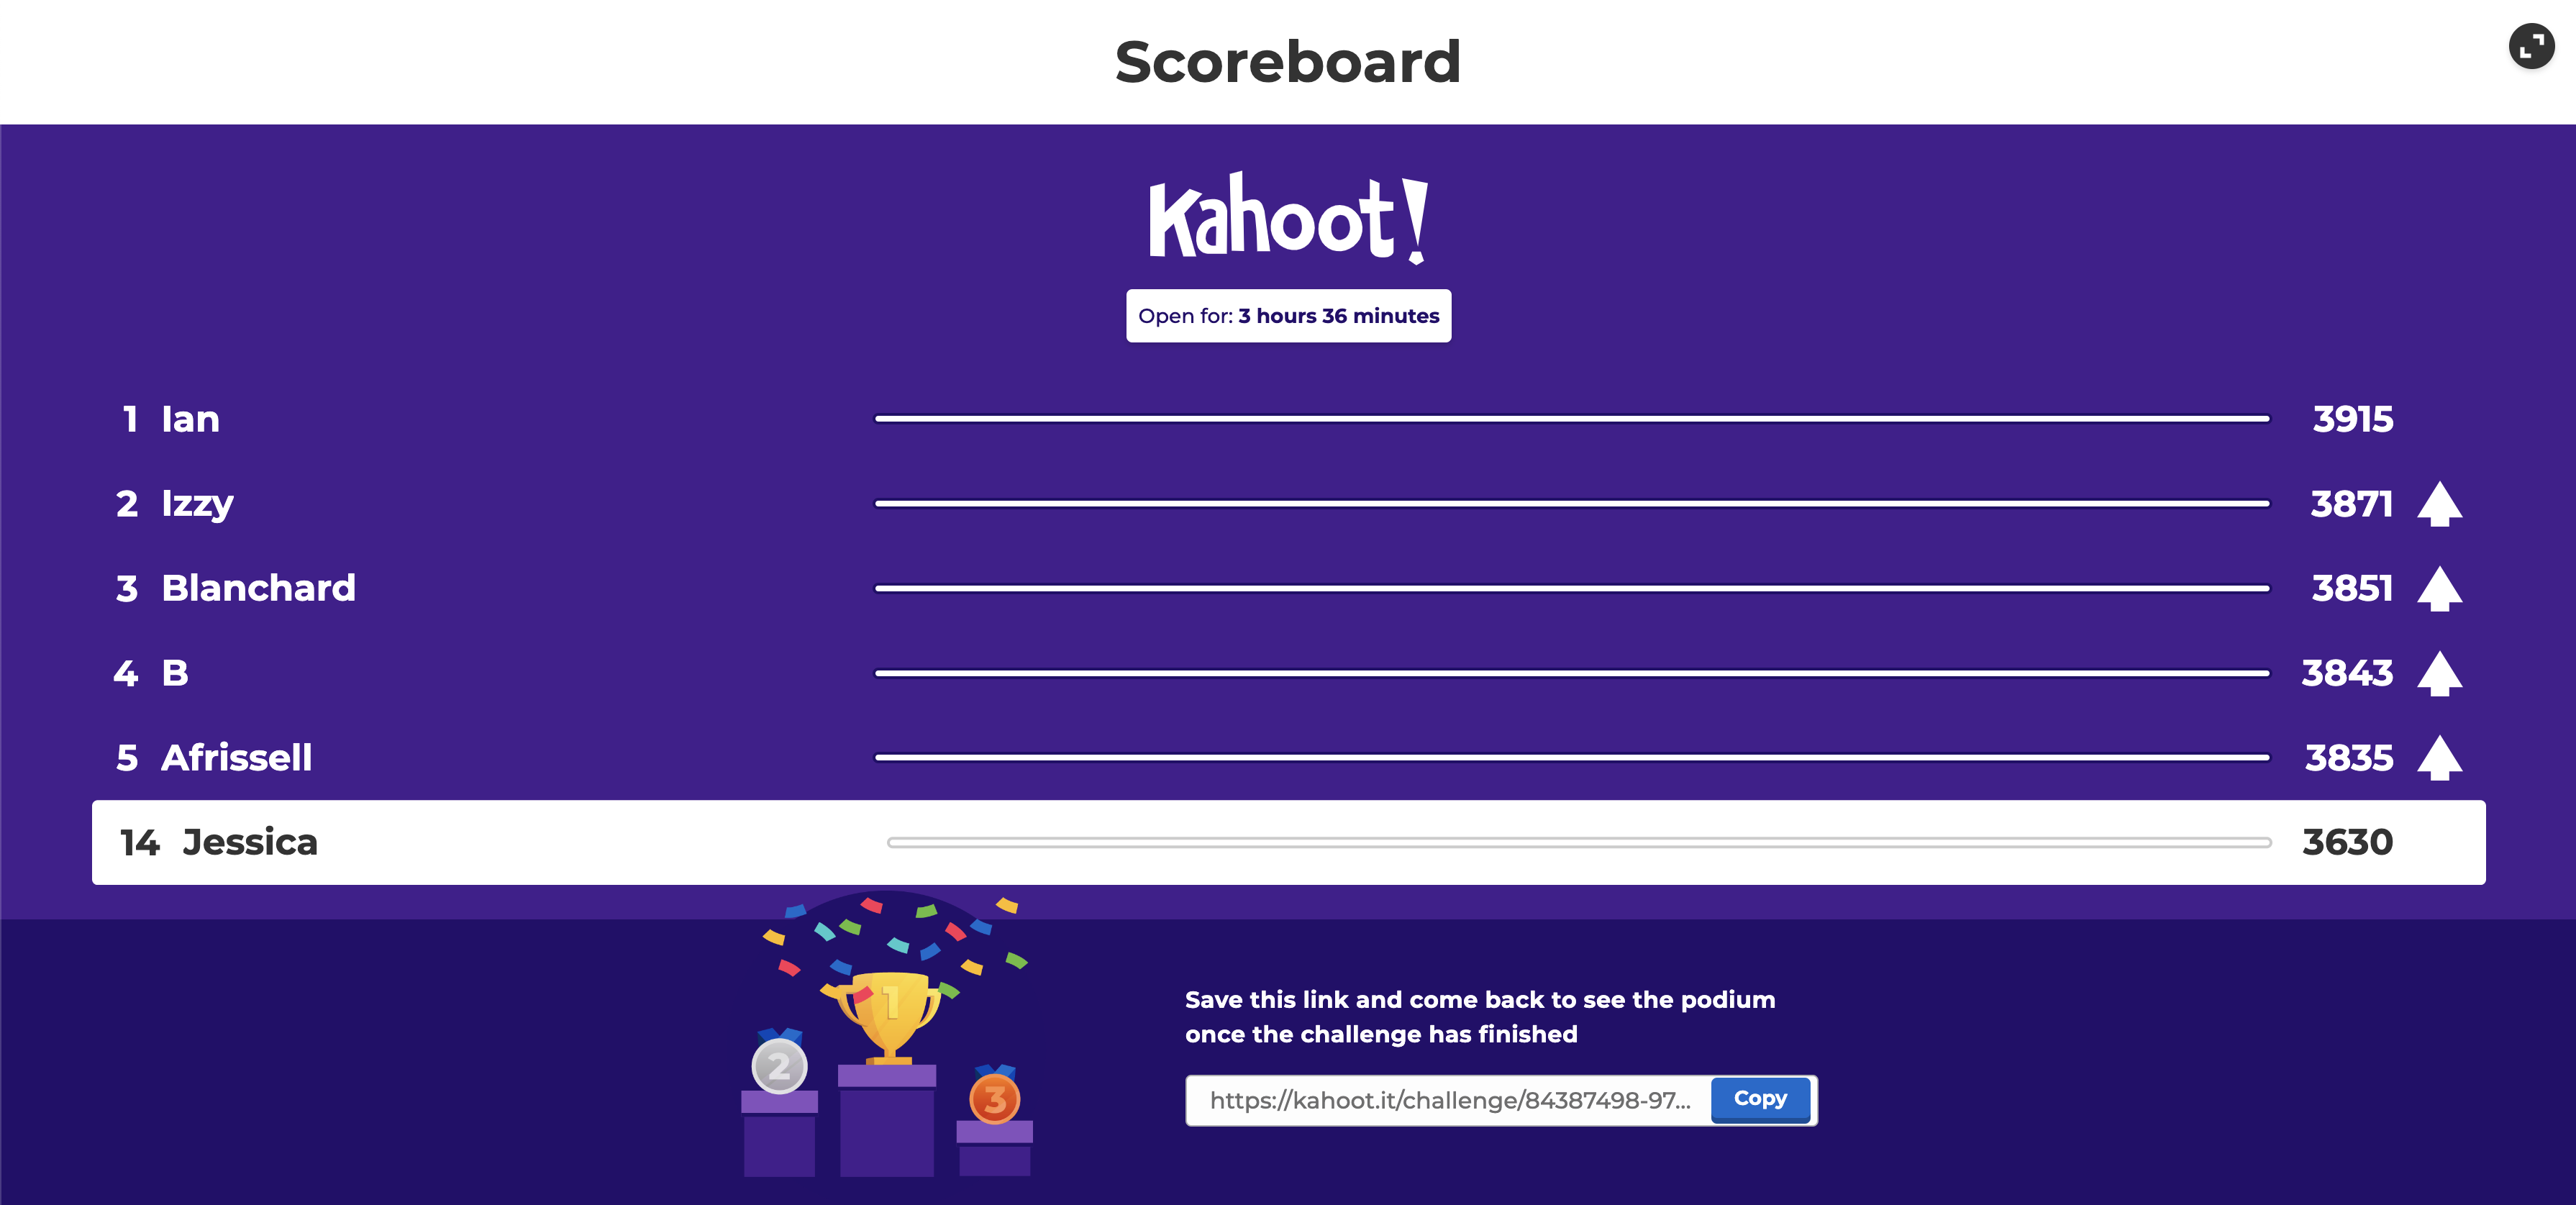 Scoreboard
Kahoot!
Open for: 3 hours 36 minutes
1 Ian 3915
2 Izzy 3871
3 Blanchard 3851
4 B 3843
5 Afrissell 3835
14 Jessica 3630
1
2
3
Save this link and come back to see the podium
once the challenge has finished
https://kahoot.it/challenge/84387498-97... Copy